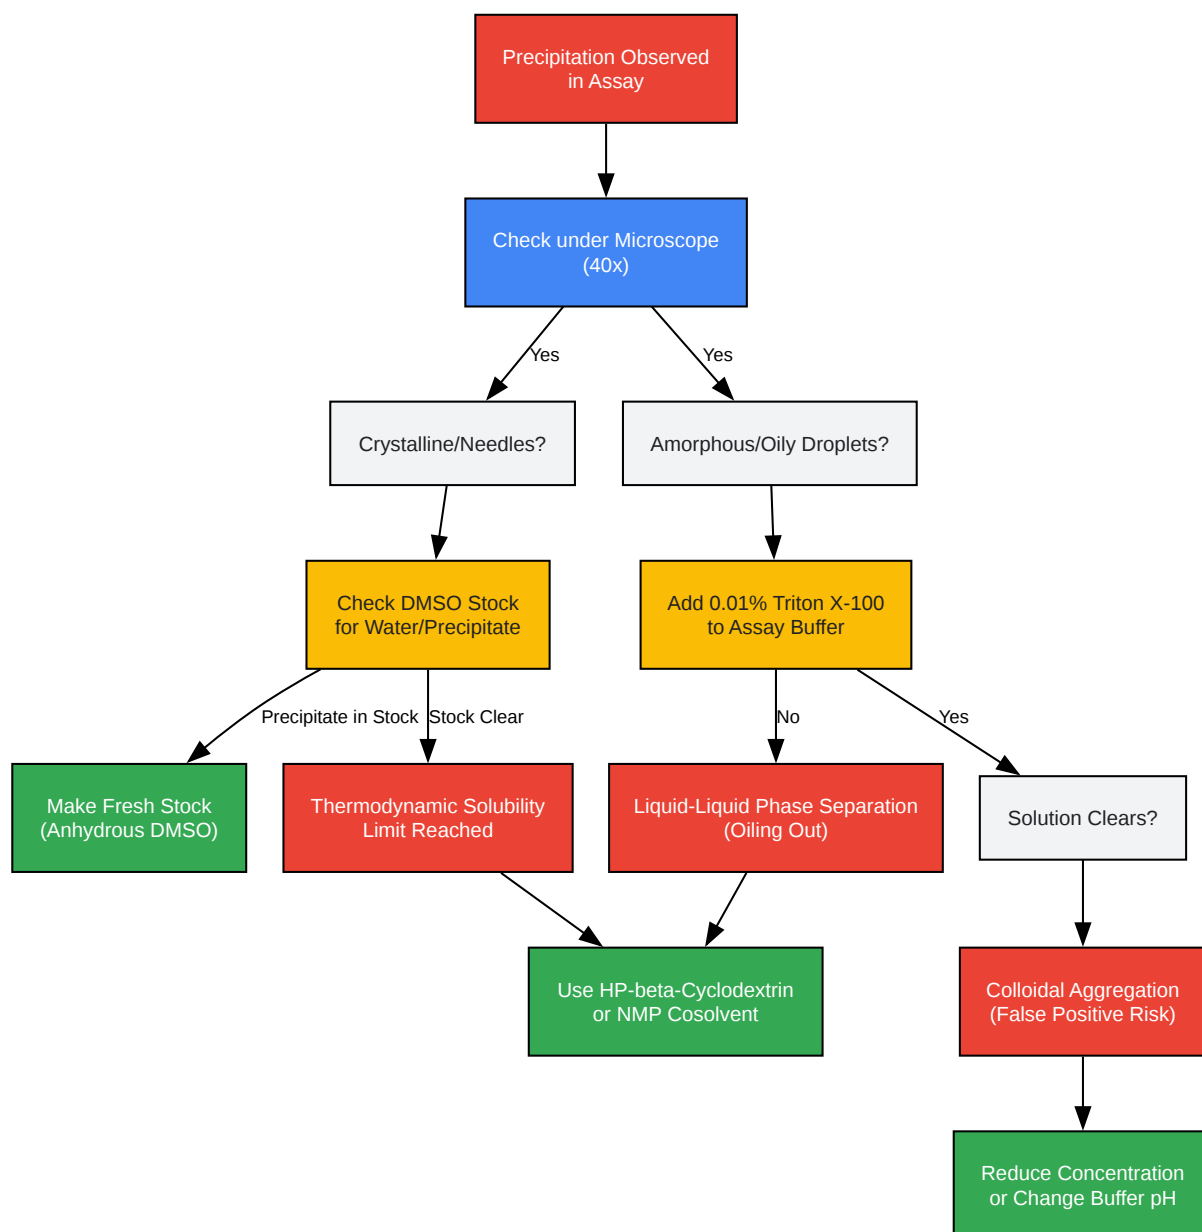 Precipitation Observed
in Assay
Check under Microscope
(40x)
Yes
Yes
Crystalline/Needles?
Amorphous/Oily Droplets?
Check DMSO Stock
for Water/Precipitate
Add 0.01% Triton X-100
to Assay Buffer
Precipitate in Stock
Stock Clear
No
Yes
Make Fresh Stock
(Anhydrous DMSO)
Thermodynamic Solubility
Limit Reached
Liquid-Liquid Phase Separation
(Oiling Out)
Solution Clears?
Use HP-beta-Cyclodextrin
or NMP Cosolvent
Colloidal Aggregation
(False Positive Risk)
Reduce Concentration
or Change Buffer pH